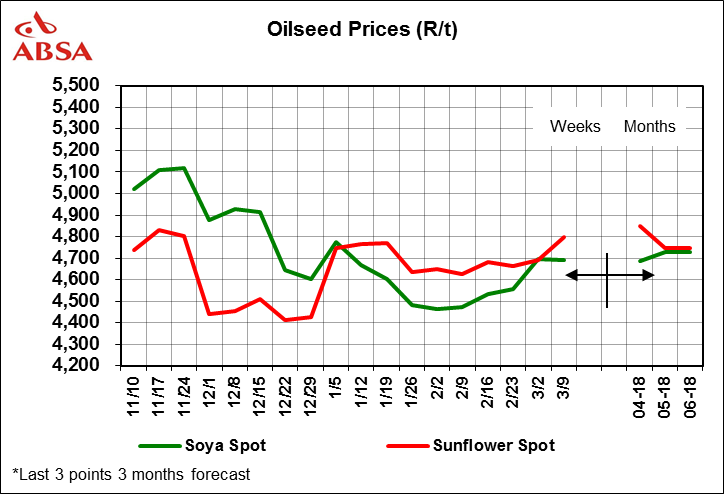 ABSA
Oilseed Prices (R/t)
5,500
5,400
5,300
5,200
5,100
5,000
4,900
4,800
4,700
4,600
4,500
4,400
4,300
4,200
Weeks Months
11/10 11/17 11/24 12/1 12/8 12/15 12/22 12/29 1/5 1/12 1/19 1/26 2/2 2/9 2/16 2/23 3/2 3/9 04-18 05-18 06-18
Soya Spot Sunflower Spot
*Last 3 points 3 months forecast